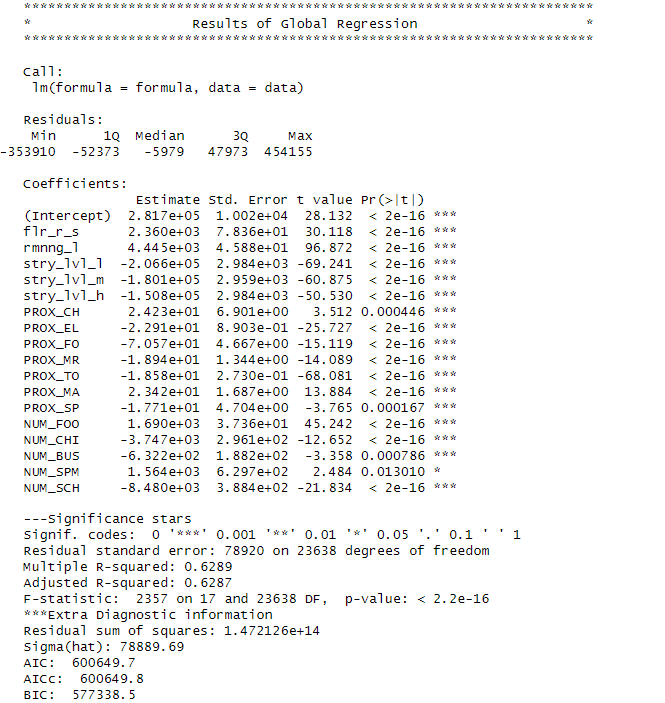 ***********************************************************************
*                    Results of Global Regression                     *
***********************************************************************
Call:
lm(formula = formula, data = data)
Residuals:
Min 1Q Median 3Q Max
-353910 -52373 -5979 47973 454155
Coefficients:
Estimate Std. Error t value Pr(>|t|)
(Intercept) 2.817e+05 1.002e+04 28.132 < 2e-16 ***
flr_r_s 2.360e+03 7.836e+01 30.118 < 2e-16 ***
rmnng_l 4.445e+03 4.588e+01 96.872 < 2e-16 ***
stry_lvl_l -2.066e+05 2.984e+03 -69.241 < 2e-16 ***
stry_lvl_m -1.801e+05 2.959e+03 -60.875 < 2e-16 ***
stry_lvl_h -1.508e+05 2.984e+03 -50.530 < 2e-16 ***
PROX_CH 2.423e+01 6.901e+00 3.512 0.000446 ***
PROX_EL -2.291e+01 8.903e-01 -25.727 < 2e-16 ***
PROX_FO -7.057e+01 4.667e+00 -15.119 < 2e-16 ***
PROX_MR -1.894e+01 1.344e+00 -14.089 < 2e-16 ***
PROX_TO -1.858e+01 2.730e-01 -68.081 < 2e-16 ***
PROX_MA 2.342e+01 1.687e+00 13.884 < 2e-16 ***
PROX_SP -1.771e+01 4.704e+00 -3.765 0.000167 ***
NUM_FOO 1.690e+03 3.736e+01 45.242 < 2e-16 ***
NUM_CHI -3.747e+03 2.961e+02 -12.652 < 2e-16 ***
NUM_BUS -6.322e+02 1.882e+02 -3.358 0.000786 ***
NUM_SPM 1.564e+03 6.297e+02 2.484 0.013010 *
NUM_SCH -8.480e+03 3.884e+02 -21.834 < 2e-16 ***
---Significance stars
Signif. codes: 0 '***' 0.001 '**' 0.01 '*' 0.05 '.' 0.1 ' ' 1
Residual standard error: 78920 on 23638 degrees of freedom
Multiple R-squared: 0.6289
Adjusted R-squared: 0.6287
F-statistic: 2357 on 17 and 23638 DF, p-value: < 2.2e-16
***Extra Diagnostic information
Residual sum of squares: 1.472126e+14
Sigma(hat): 78889.69
AIC: 600649.7
AICc: 600649.8
BIC: 577338.5